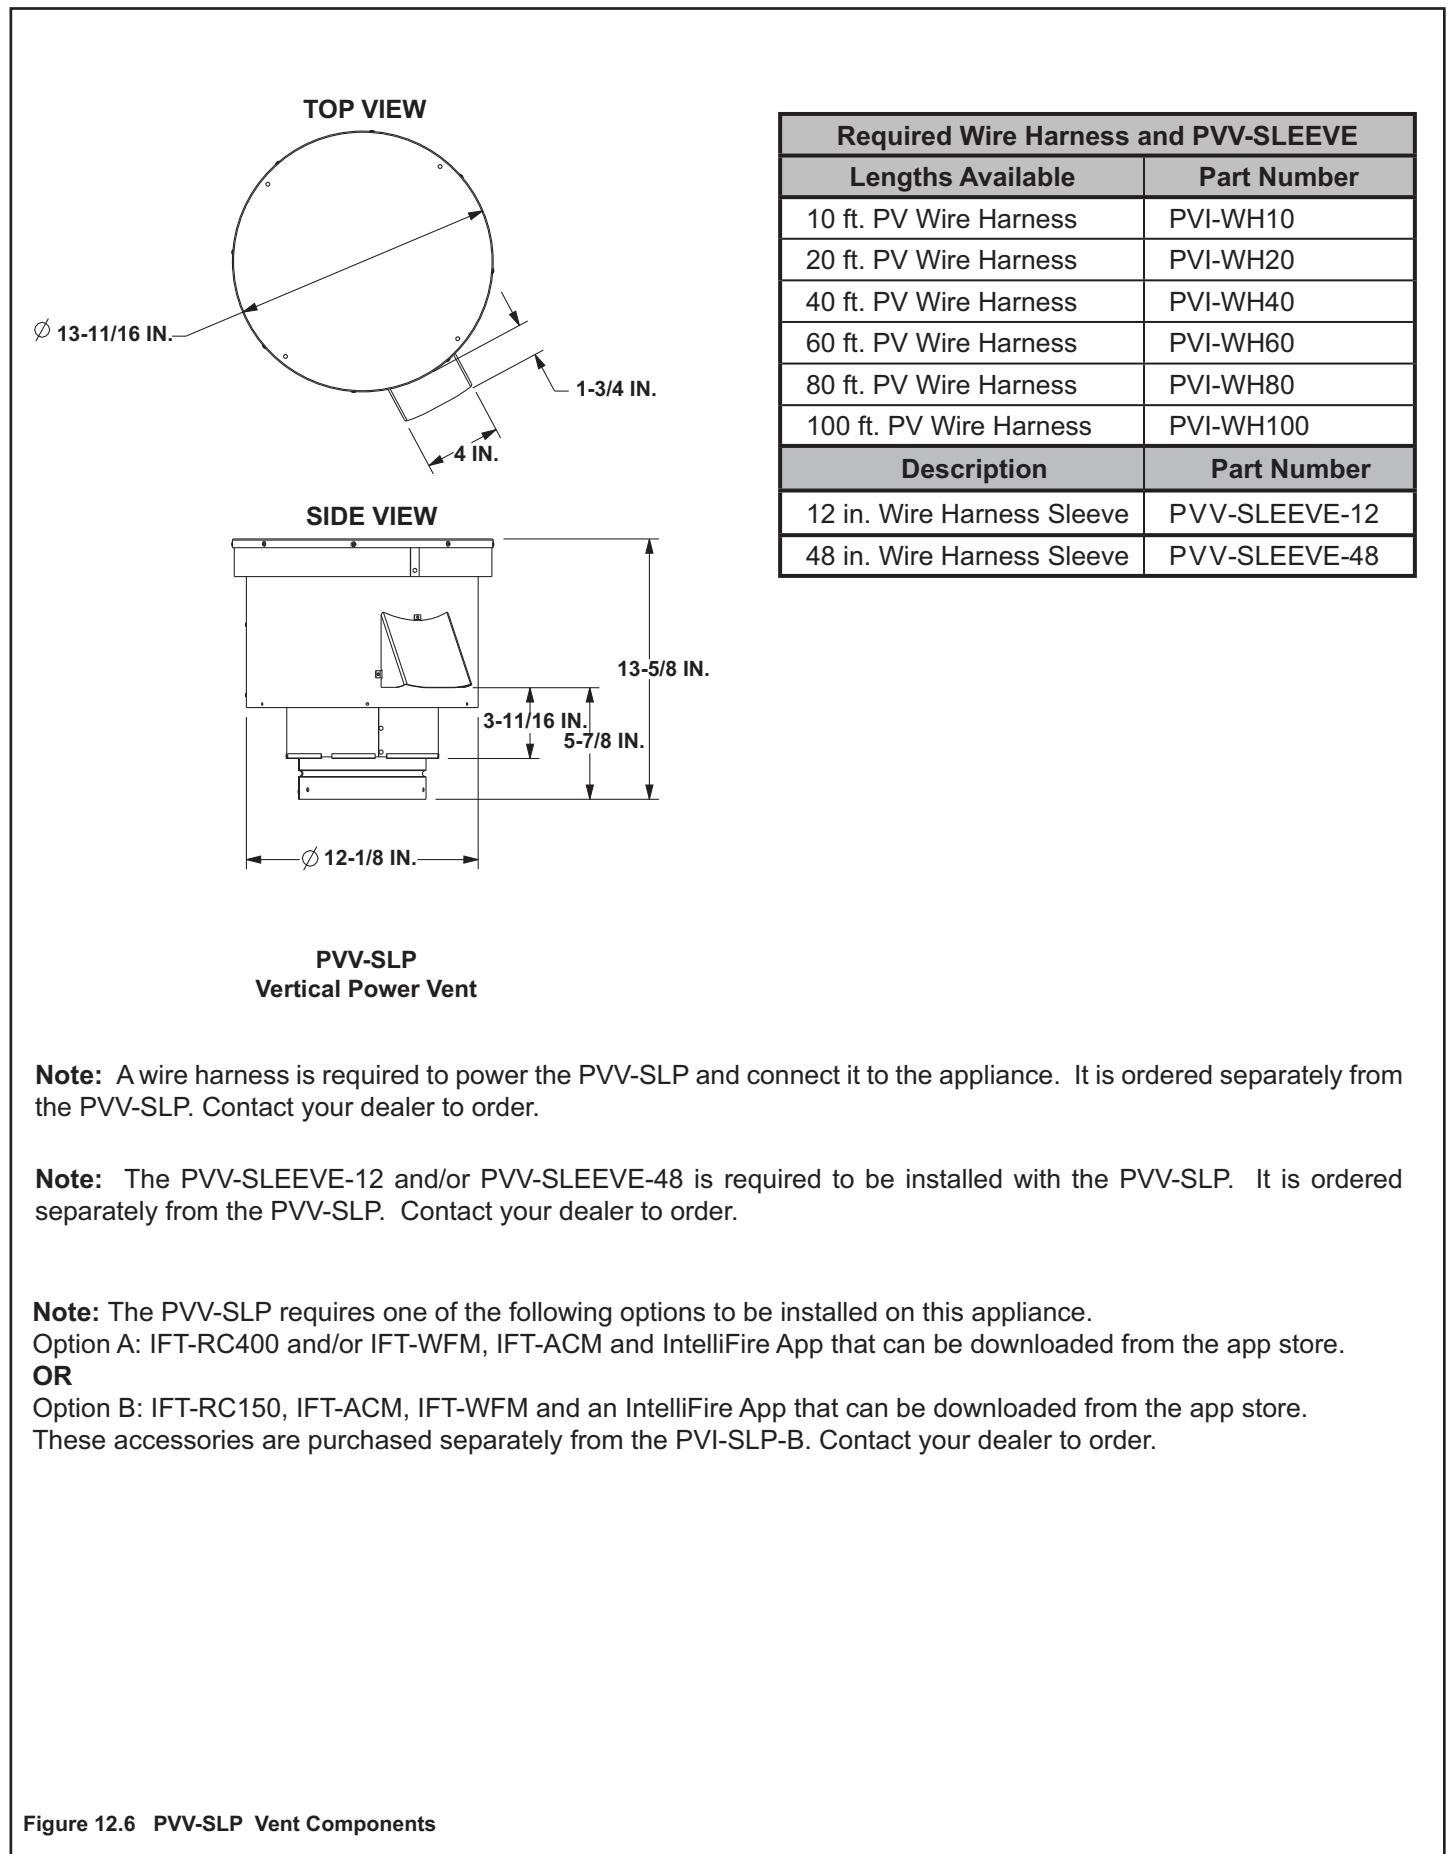 TOP VIEW
Ø 13-11/16 IN.
1-3/4 IN.
4 IN.
SIDE VIEW
13-5/8 IN.
3-11/16 IN.
5-7/8 IN.
Ø 12-1/8 IN.
PVV-SLP
Vertical Power Vent
Required Wire Harness and PVV-SLEEVE
Lengths Available Part Number
10 ft. PV Wire Harness PVI-WH10
20 ft. PV Wire Harness PVI-WH20
40 ft. PV Wire Harness PVI-WH40
60 ft. PV Wire Harness PVI-WH60
80 ft. PV Wire Harness PVI-WH80
100 ft. PV Wire Harness PVI-WH100
Description Part Number
12 in. Wire Harness Sleeve PVV-SLEEVE-12
48 in. Wire Harness Sleeve PVV-SLEEVE-48
Note: A wire harness is required to power the PVV-SLP and connect it to the appliance. It is ordered separately from
the PVV-SLP. Contact your dealer to order.
Note: The PVV-SLEEVE-12 and/or PVV-SLEEVE-48 is required to be installed with the PVV-SLP. It is ordered
separately from the PVV-SLP. Contact your dealer to order.
Note: The PVV-SLP requires one of the following options to be installed on this appliance.
Option A: IFT-RC400 and/or IFT-WFM, IFT-ACM and IntelliFire App that can be downloaded from the app store.
OR
Option B: IFT-RC150, IFT-ACM, IFT-WFM and an IntelliFire App that can be downloaded from the app store.
These accessories are purchased separately from the PVI-SLP-B. Contact your dealer to order.
Figure 12.6 PVV-SLP Vent Components